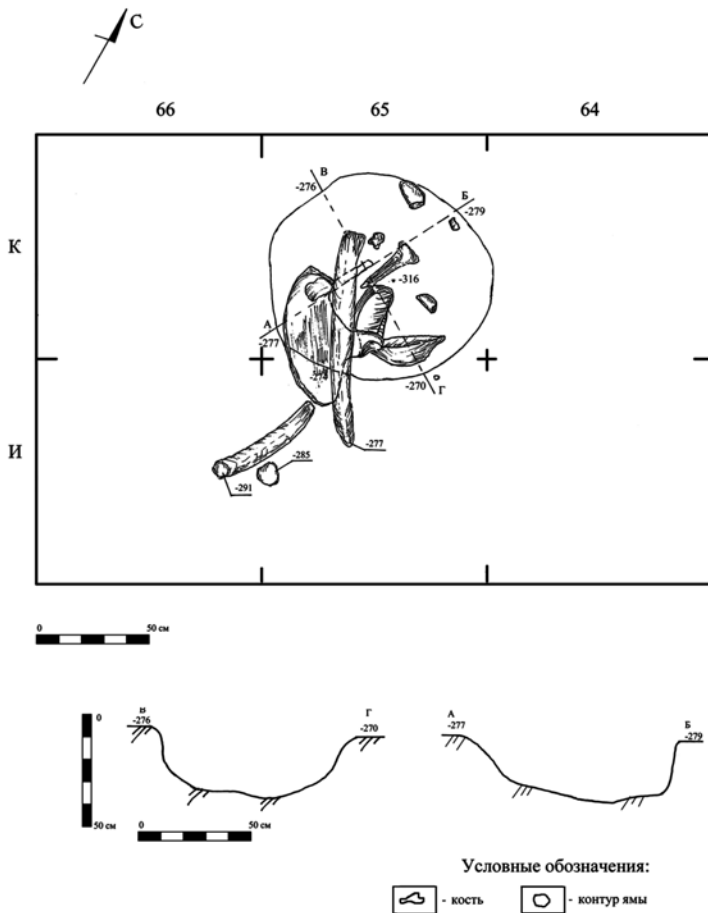 С
66 65 64
К
В
-276
Б
-279
-316
А
-277
-270
Г
И
-277
-285
-291
0 50 см
В
-276
Г
-270
А
-277
Б
-279
0
50 см
0 50 см
Условные обозначения:
- кость
- контур ямы